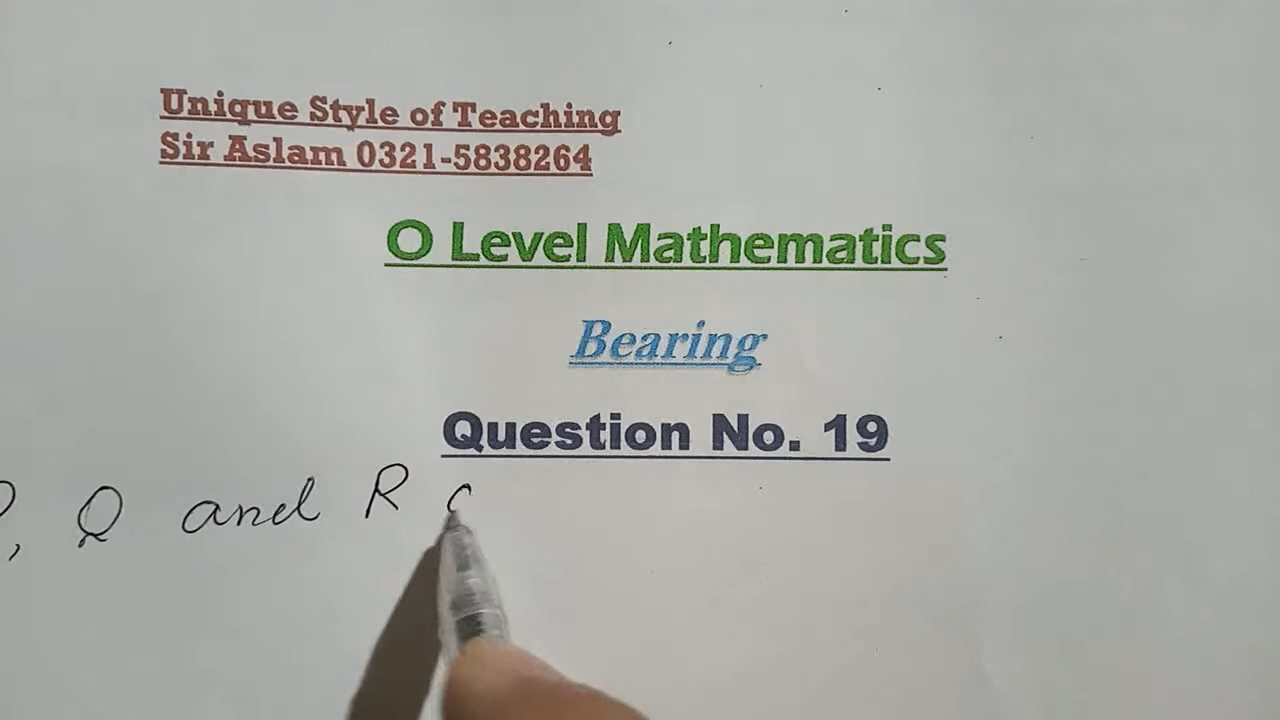 Unique Style of Teaching
Sir Aslam 0321-5838264
O Level Mathematics
Bearing
Question No. 19
, Q and R